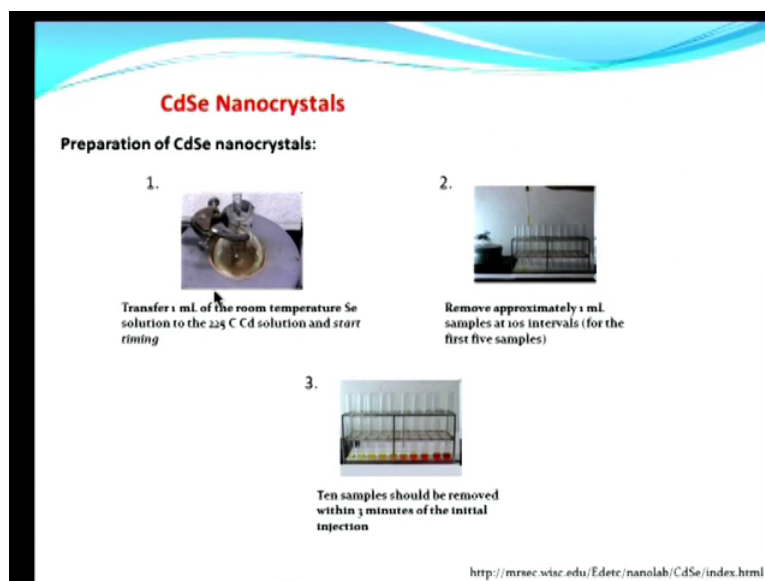 CdSe Nanocrystals
Preparation of CdSe nanocrystals:
1.
Transfer 1 mL of the room temperature Se
solution to the 225 C Cd solution and start
timing
2.
Remove approximately 1 mL
samples at 10s intervals (for the
first five samples)
3.
Ten samples should be removed
within 3 minutes of the initial
injection
http://mrsec.wisc.edu/Edetc/nanolab/CdSe/index.html